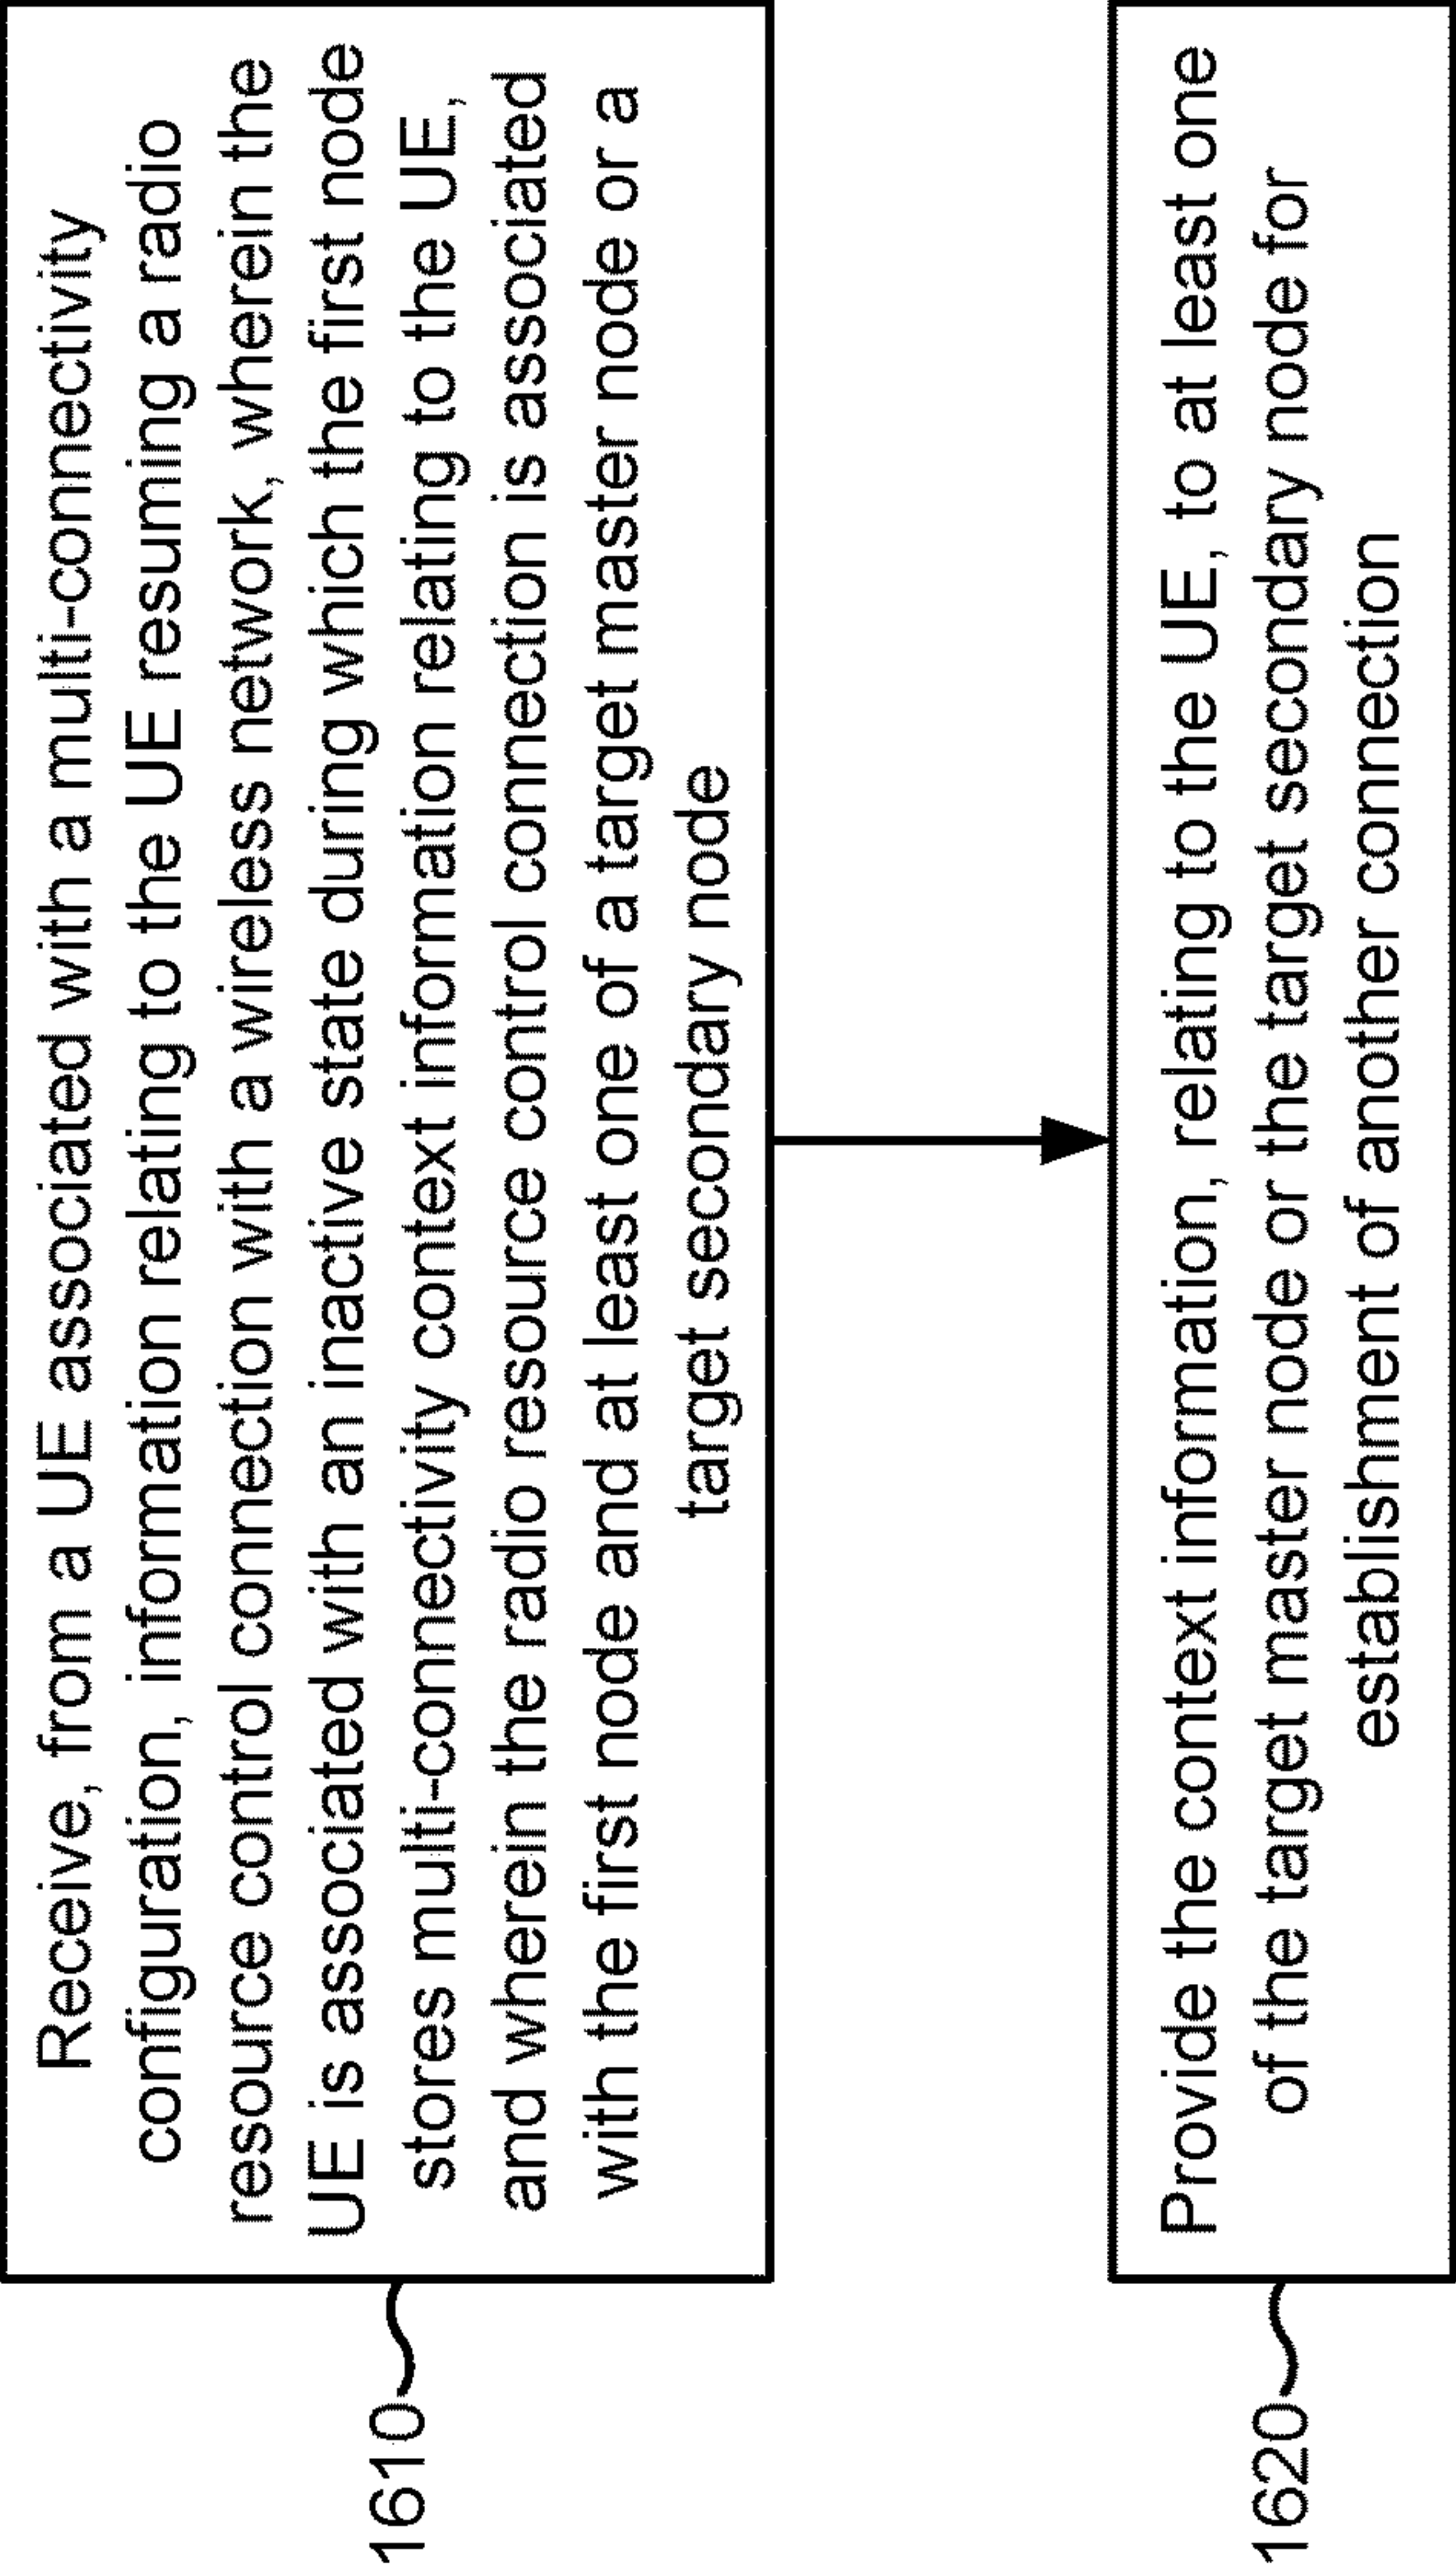 1610
Receive, from a UE associated with a multi-connectivity
configuration, information relating to the UE resuming a radio
resource control connection with a wireless network, wherein the
UE is associated with an inactive state during which the first node
stores multi-connectivity context information relating to the UE,
and wherein the radio resource control connection is associated
with the first node and at least one of a target master node or a
target secondary node
1620
Provide the context information, relating to the UE, to at least one
of the target master node or the target secondary node for
establishment of another connection